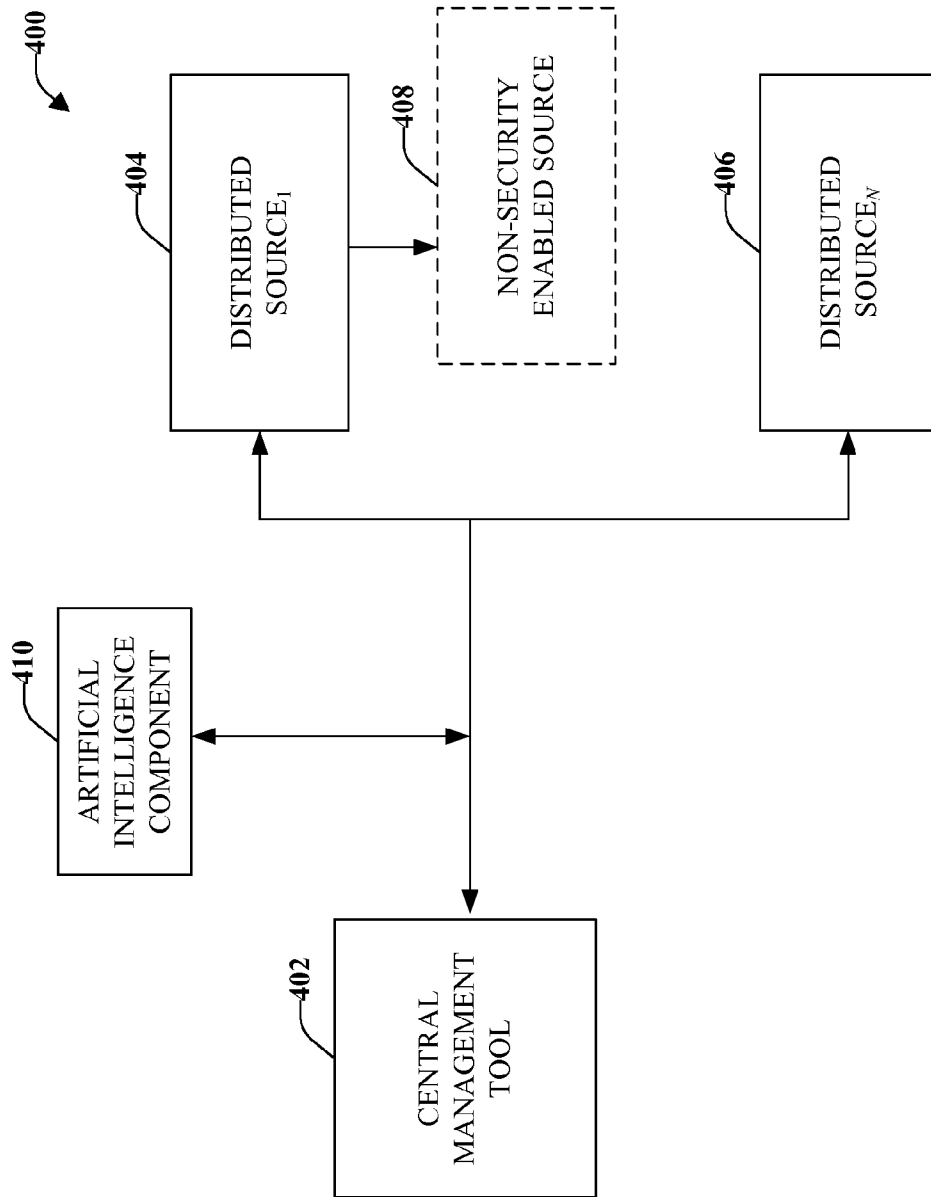 400
404
DISTRIBUTED
SOURCE1
408
NON-SECURITY
ENABLED SOURCE
406
DISTRIBUTED
SOURCEN
410
ARTIFICIAL
INTELLIGENCE
COMPONENT
402
CENTRAL
MANAGEMENT
TOOL